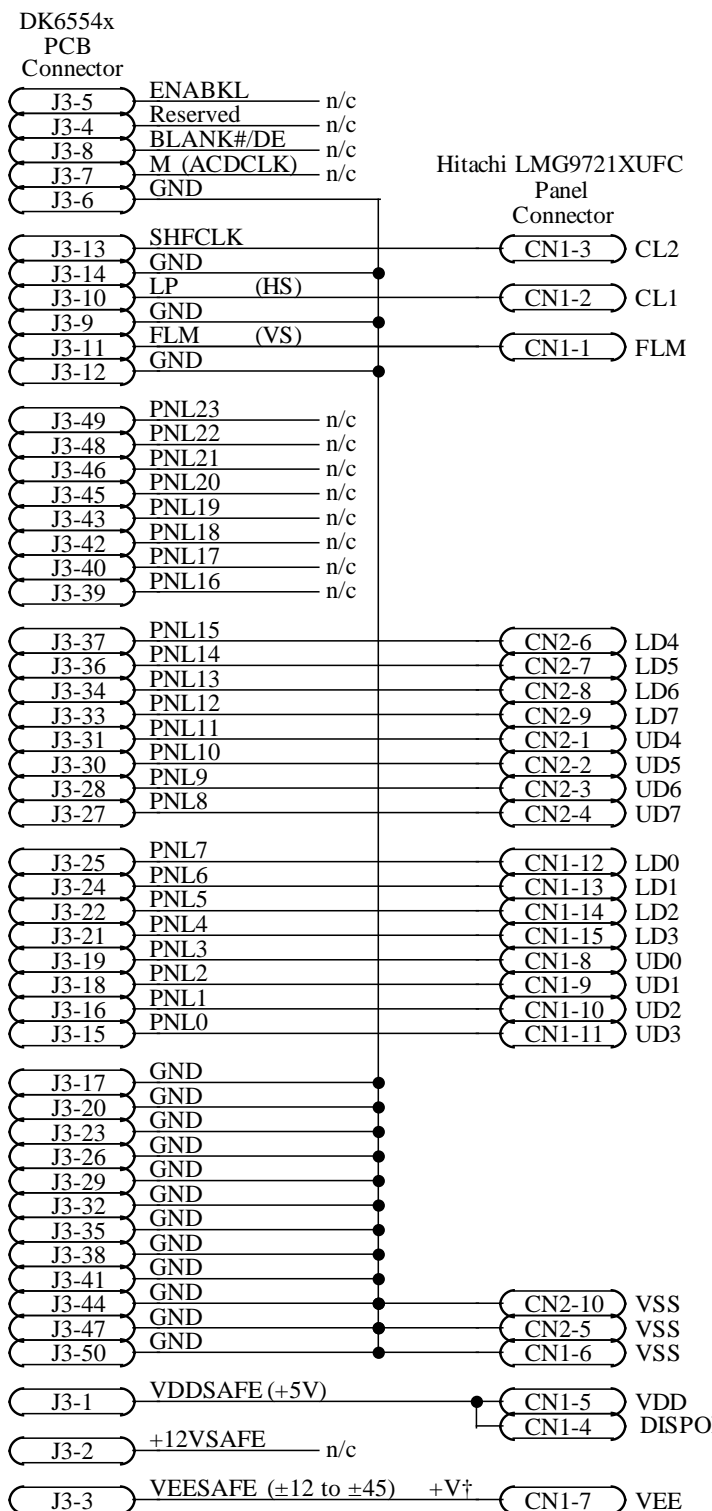 DK6554x
PCB
Connector
Hitachi LMG9721XUFC
Panel
Connector
J3-5 ENABKL n/c
J3-4 Reserved n/c
J3-8 BLANK#/DE n/c
J3-7 M (ACDCLK) n/c
J3-6 GND
J3-13 SHFCLK CN1-3 CL2
J3-14 GND
J3-10 LP (HS) CN1-2 CL1
J3-9 GND
J3-11 FLM (VS) CN1-1 FLM
J3-12 GND
J3-49 PNL23 n/c
J3-48 PNL22 n/c
J3-46 PNL21 n/c
J3-45 PNL20 n/c
J3-43 PNL19 n/c
J3-42 PNL18 n/c
J3-40 PNL17 n/c
J3-39 PNL16 n/c
J3-37 PNL15 CN2-6 LD4
J3-36 PNL14 CN2-7 LD5
J3-34 PNL13 CN2-8 LD6
J3-33 PNL12 CN2-9 LD7
J3-31 PNL11 CN2-1 UD4
J3-30 PNL10 CN2-2 UD5
J3-28 PNL9 CN2-3 UD6
J3-27 PNL8 CN2-4 UD7
J3-25 PNL7 CN1-12 LD0
J3-24 PNL6 CN1-13 LD1
J3-22 PNL5 CN1-14 LD2
J3-21 PNL4 CN1-15 LD3
J3-19 PNL3 CN1-8 UD0
J3-18 PNL2 CN1-9 UD1
J3-16 PNL1 CN1-10 UD2
J3-15 PNL0 CN1-11 UD3
J3-17 GND
J3-20 GND
J3-23 GND
J3-26 GND
J3-29 GND
J3-32 GND
J3-35 GND
J3-38 GND
J3-41 GND
J3-44 GND CN2-10 VSS
J3-47 GND CN2-5 VSS
J3-50 GND CN1-6 VSS
J3-1 VDDSAFE (+5V) CN1-5 VDD
CN1-4 DISPO
J3-2 +12VSAFE n/c
J3-3 VEESAFE (±12 to ±45) +V† CN1-7 VEE